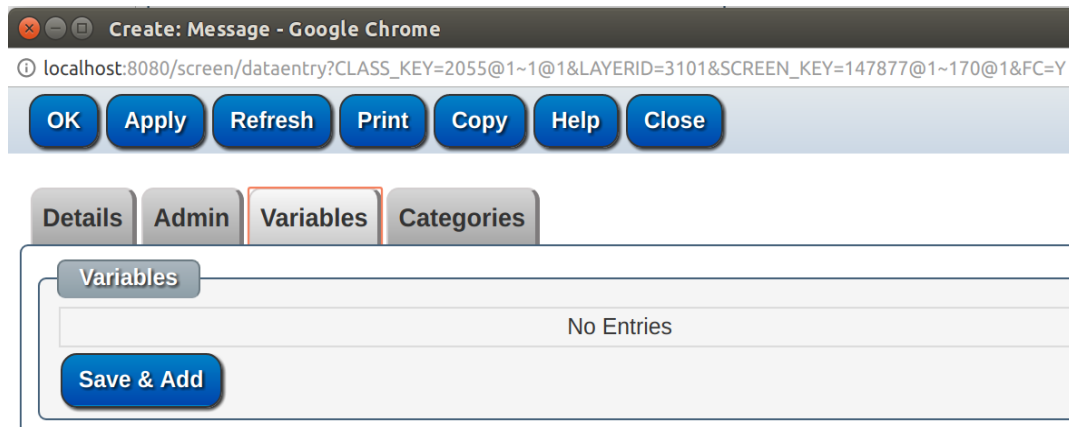 Create: Message - Google Chrome
localhost:8080/screen/dataentry?CLASS_KEY=2055@1~1@1&LAYERID=3101&SCREEN_KEY=147877@1~170@1&FC=Y
OK Apply Refresh Print Copy Help Close
Details Admin Variables Categories
Variables
No Entries
Save & Add